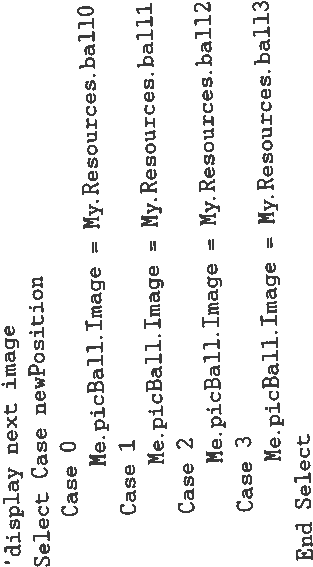 'display next image
Select Case newPosition
Case 0
Me.picBall.Image = My.Resources.ball0
Case 1
Me.picBall.Image = My.Resources.ball1
Case 2
Me.picBall.Image = My.Resources.ball2
Case 3
Me.picBall.Image = My.Resources.ball3
End Select